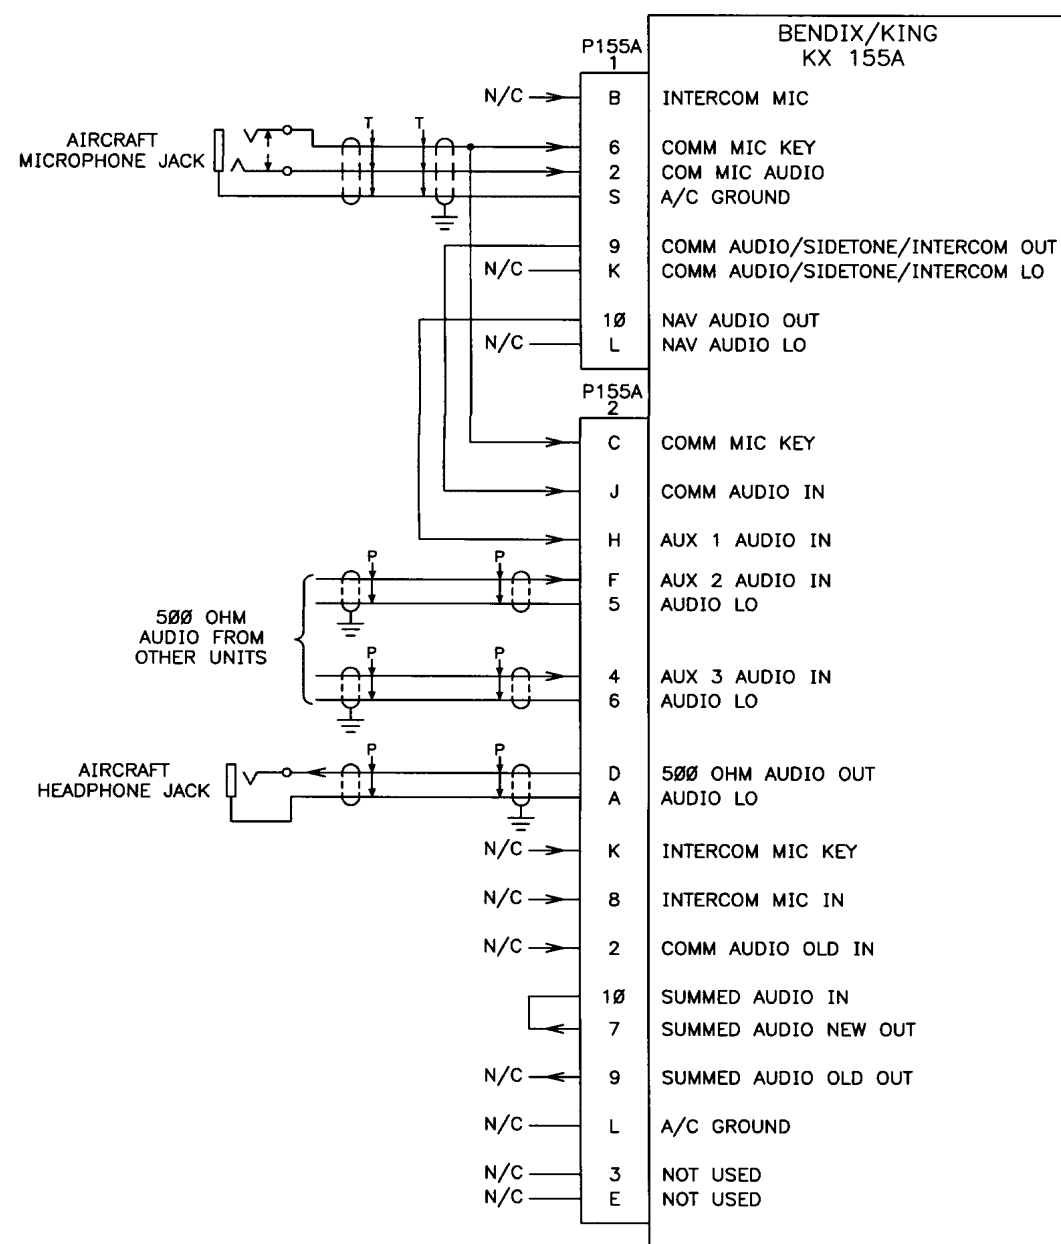 BENDIX/KING
KX 155A
P155A
1
N/C B INTERCOM MIC
AIRCRAFT
MICROPHONE JACK
T T
6 COMM MIC KEY
2 COM MIC AUDIO
S A/C GROUND
9 COMM AUDIO/SIDETONE/INTERCOM OUT
N/C K COMM AUDIO/SIDETONE/INTERCOM LO
1Ø NAV AUDIO OUT
N/C L NAV AUDIO LO
P155A
2
C COMM MIC KEY
J COMM AUDIO IN
H AUX 1 AUDIO IN
P P
F AUX 2 AUDIO IN
5 AUDIO LO
5ØØ OHM
AUDIO FROM
OTHER UNITS
P P
4 AUX 3 AUDIO IN
6 AUDIO LO
AIRCRAFT
HEADPHONE JACK
P P
D 5ØØ OHM AUDIO OUT
A AUDIO LO
N/C K INTERCOM MIC KEY
N/C 8 INTERCOM MIC IN
N/C 2 COMM AUDIO OLD IN
1Ø SUMMED AUDIO IN
7 SUMMED AUDIO NEW OUT
N/C 9 SUMMED AUDIO OLD OUT
N/C L A/C GROUND
N/C 3 NOT USED
N/C E NOT USED